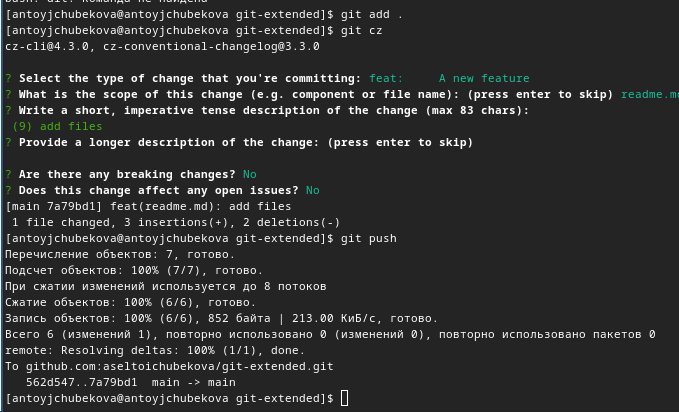 [antoyjchubekova@antoyjchubekova git-extended]$ git add .
[antoyjchubekova@antoyjchubekova git-extended]$ git cz
cz-cli@4.3.0, cz-conventional-changelog@3.3.0
? Select the type of change that you're committing: feat:     A new feature
? What is the scope of this change (e.g. component or file name): (press enter to skip) readme.md
? Write a short, imperative tense description of the change (max 83 chars):
(9) add files
? Provide a longer description of the change: (press enter to skip)
? Are there any breaking changes? No
? Does this change affect any open issues? No
[main 7a79bd1] feat(readme.md): add files
1 file changed, 3 insertions(+), 2 deletions(-)
[antoyjchubekova@antoyjchubekova git-extended]$ git push
Перечисление объектов: 7, готово.
Подсчет объектов: 100% (7/7), готово.
При сжатии изменений используется до 8 потоков
Сжатие объектов: 100% (6/6), готово.
Запись объектов: 100% (6/6), 852 байта | 213.00 КиБ/с, готово.
Всего 6 (изменений 1), повторно использовано 0 (изменений 0), повторно использовано пакетов 0
remote: Resolving deltas: 100% (1/1), done.
To github.com:aseltoichubekova/git-extended.git
562d547..7a79bd1  main -> main
[antoyjchubekova@antoyjchubekova git-extended]$